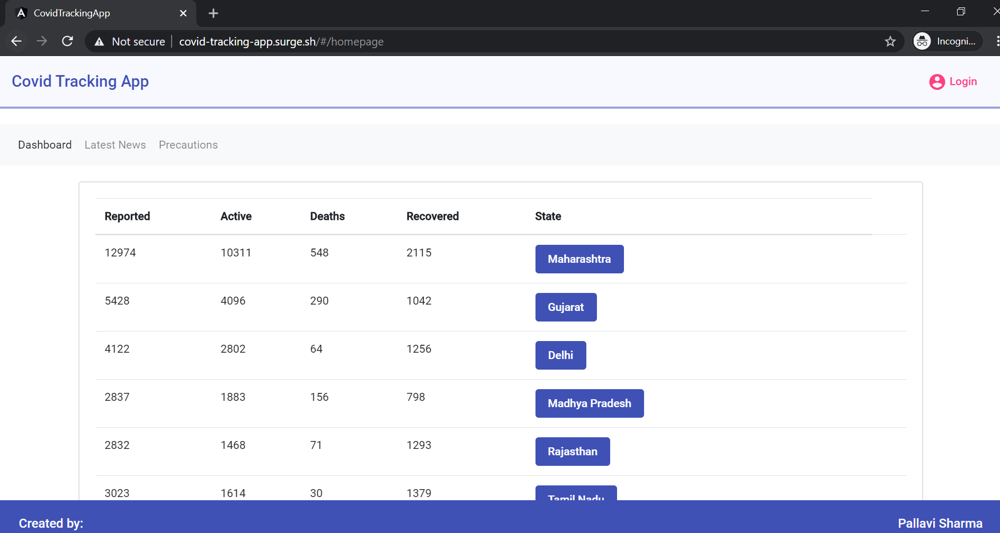 CovidTrackingApp
Not secure covid-tracking-app.surge.sh/#/homepage Incogni...
Covid Tracking App Login
Dashboard Latest News Precautions
Reported Active Deaths Recovered State
12974 10311 548 2115 Maharashtra
5428 4096 290 1042 Gujarat
4122 2802 64 1256 Delhi
2837 1883 156 798 Madhya Pradesh
2832 1468 71 1293 Rajasthan
3023 1614 30 1379 Tamil Nadu
Created by: Pallavi Sharma